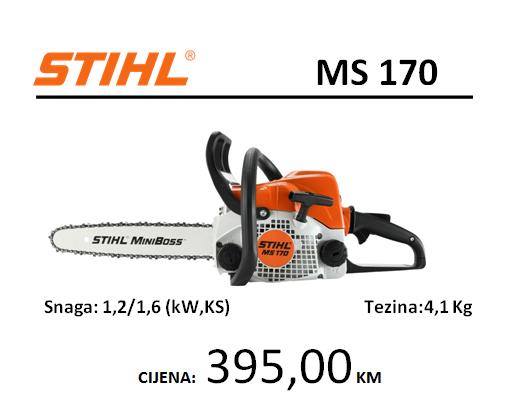 STIHL®
MS 170
STIHL MINIBOSS™
STIHL
MS 170
Snaga: 1,2/1,6 (kW,KS)
Tezina:4,1 Kg
CIJENA: 395,00 KM